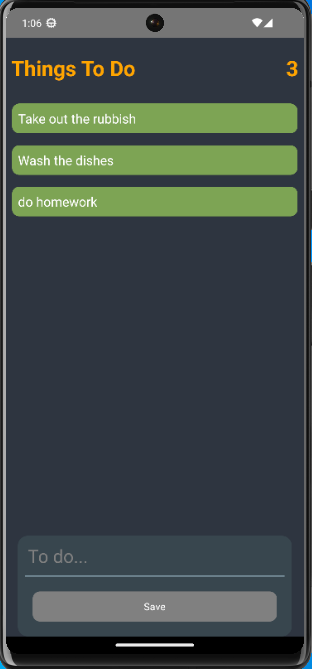 1:06
Things To Do 3
Take out the rubbish
Wash the dishes
do homework
To do...
Save